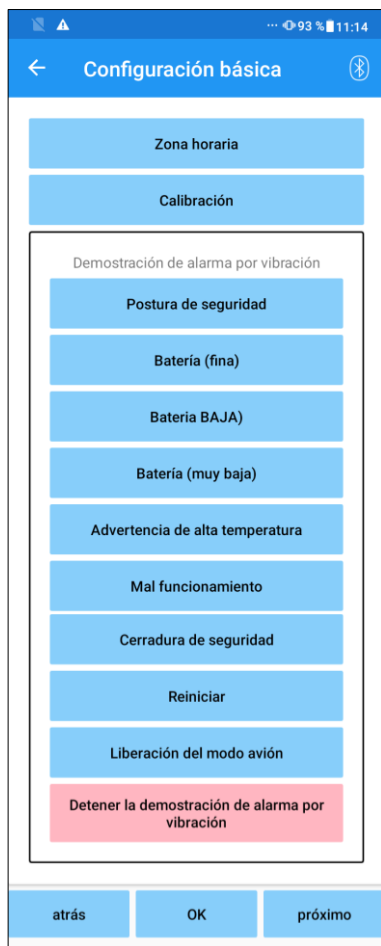 ... 93 % 11:14
Configuración básica
Zona horaria
Calibración
Demostración de alarma por vibración
Postura de seguridad
Batería (fina)
Bateria BAJA)
Batería (muy baja)
Advertencia de alta temperatura
Mal funcionamiento
Cerradura de seguridad
Reiniciar
Liberación del modo avión
Detener la demostración de alarma por
vibración
atrás OK próximo